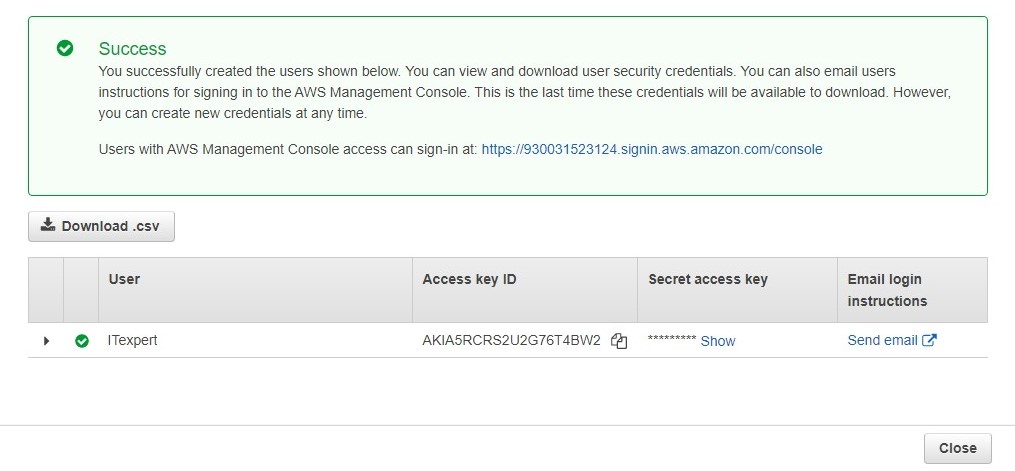 Success
You successfully created the users shown below. You can view and download user security credentials. You can also email users
instructions for signing in to the AWS Management Console. This is the last time these credentials will be available to download. However,
you can create new credentials at any time.
Users with AWS Management Console access can sign-in at: https://930031523124.signin.aws.amazon.com/console
Download .csv
User Access key ID Secret access key Email login
instructions
ITexpert AKIA5RCRS2U2G76T4BW2 ********* Show Send email
Close